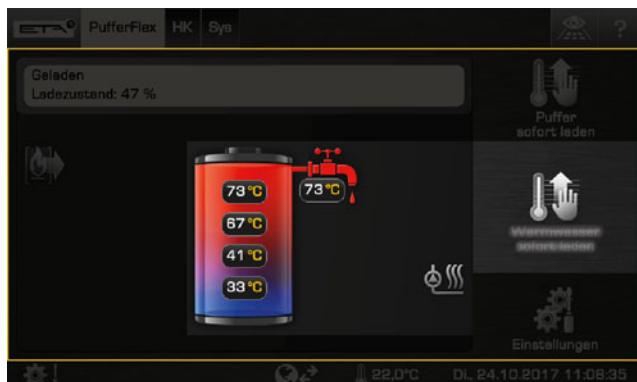 ETA PufferFlex HK Sys ?
Geladen
Ladezustand: 47 %
Puffer
sofort laden
73 °C 73 °C
67 °C
41 °C
33 °C
Warmwasser
sofort laden
Einstellungen
! 22,0°C Di., 24.10.2017 11:08:35